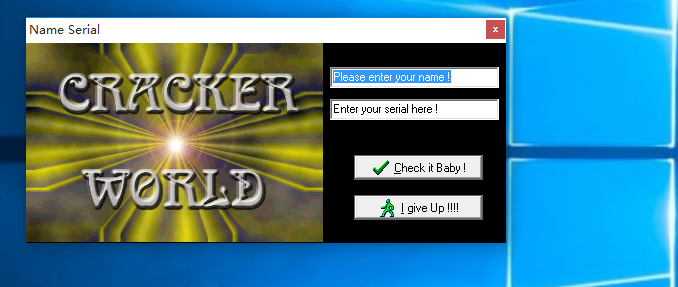 Name Serial
x
CRACKER
WORLD
Please enter your name !
Enter your serial here !
Check it Baby !
I give Up !!!!